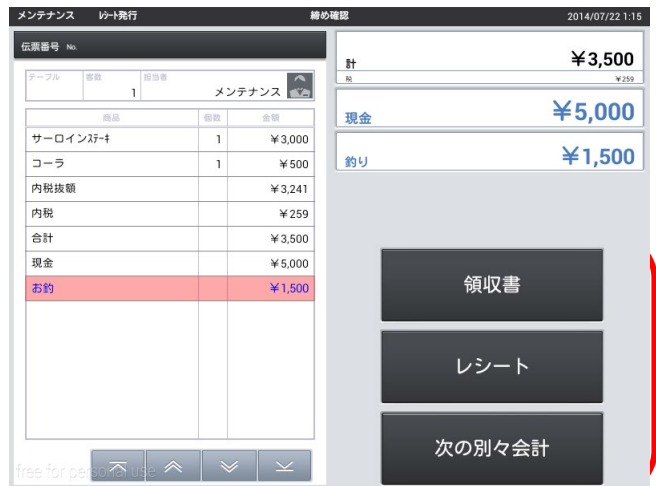 メンテナンス ﾚｼｰﾄ発行 締め確認 2014/07/22 1:15
伝票番号 No.
テーブル 客数 担当者
1 メンテナンス
商品 個数 金額
サーロインｽﾃｰｷ 1 ¥3,000
コーラ 1 ¥500
内税抜額 ¥3,241
内税 ¥259
合計 ¥3,500
現金 ¥5,000
お釣 ¥1,500
free for personal use
計 ¥3,500
税 ¥259
現金 ¥5,000
釣り ¥1,500
領収書
レシート
次の別々会計